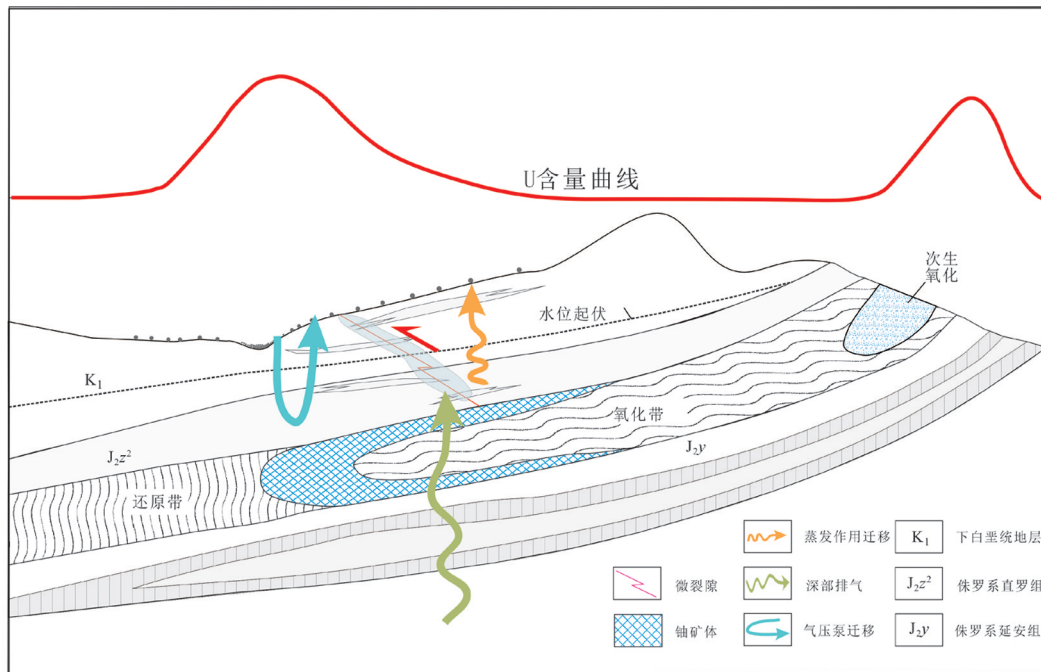 U含量曲线
次生
氧化
水位起伏
K₁
氧化带
J₂z²
J₂y
还原带
蒸发作用迁移
K₁
下白垩统地层
微裂隙
深部排气
J₂z²
侏罗系直罗组
铀矿体
气压泵迁移
J₂y
侏罗系延安组